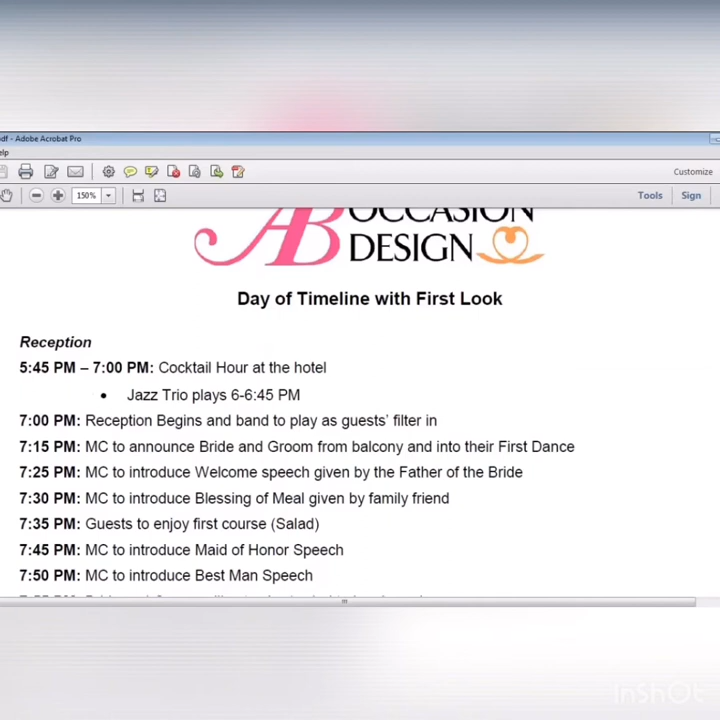 df - Adobe Acrobat Pro
elp
Customize
150%
Tools
Sign
AB OCCASION
DESIGN
Day of Timeline with First Look
Reception
5:45 PM – 7:00 PM: Cocktail Hour at the hotel
• Jazz Trio plays 6-6:45 PM
7:00 PM: Reception Begins and band to play as guests’ filter in
7:15 PM: MC to announce Bride and Groom from balcony and into their First Dance
7:25 PM: MC to introduce Welcome speech given by the Father of the Bride
7:30 PM: MC to introduce Blessing of Meal given by family friend
7:35 PM: Guests to enjoy first course (Salad)
7:45 PM: MC to introduce Maid of Honor Speech
7:50 PM: MC to introduce Best Man Speech
InShOt